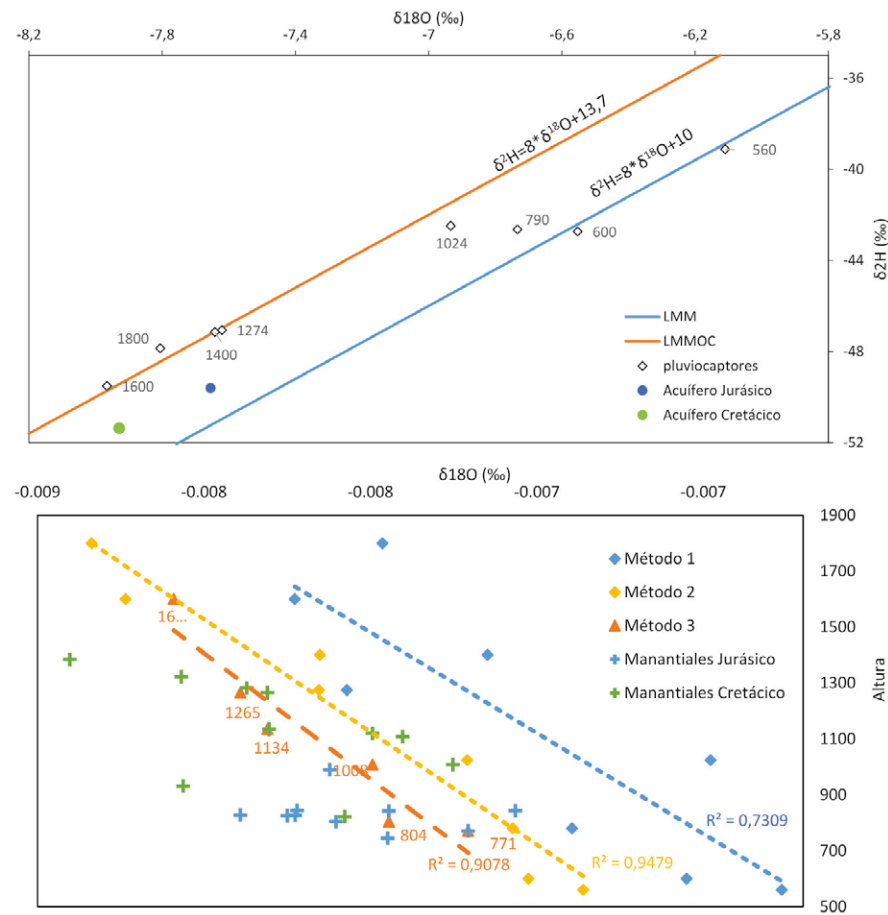 δ18O (‰)
-8,2 -7,8 -7,4 -7 -6,6 -6,2 -5,8
-36
δ²H=8*δ¹⁸O+13,7
δ²H=8*δ¹⁸O+10
560
-40
790
1024
600
δ2H (‰)
-44
1800
1274
LMM
1400
LMMOC
-48
1600
pluviocaptores
Acuífero Jurásico
Acuífero Cretácico
-52
δ18O (‰)
-0.009 -0.008 -0.008 -0.007 -0.007
1900
Método 1
1700
Método 2
16...
Método 3
1500
Manantiales Jurásico
Manantiales Cretácico
1300
Altura
1265
1134
1100
1008
900
804
771
R² = 0,7309
R² = 0,9078
R² = 0,9479
700
500